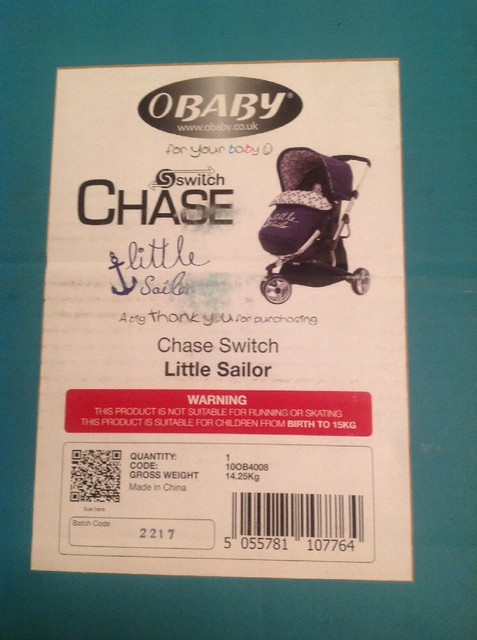 OBABY®
www.obaby.co.uk
for your baby
switch
CHASE
little
Sailor
A big thank you for purchasing
Chase Switch
Little Sailor
WARNING
THIS PRODUCT IS NOT SUITABLE FOR RUNNING OR SKATING
THIS PRODUCT IS SUITABLE FOR CHILDREN FROM BIRTH TO 15KG
QUANTITY: 1
CODE: 10OB4008
GROSS WEIGHT 14.25Kg
Made in China
Scan here
Batch Code
2217
5 055781 107764